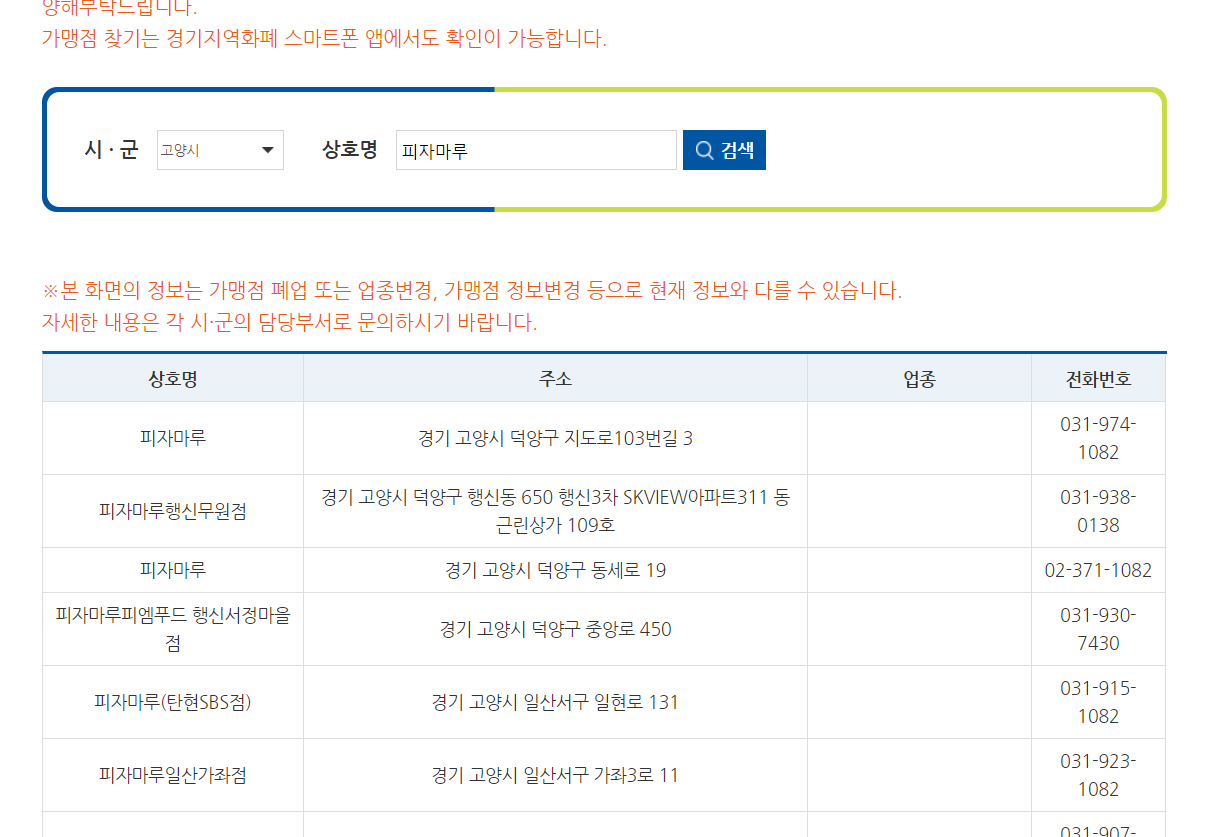 양해부탁드립니다.
가맹점 찾기는 경기지역화폐 스마트폰 앱에서도 확인이 가능합니다.
시·군 고양시 상호명 피자마루 검색
※본 화면의 정보는 가맹점 폐업 또는 업종변경, 가맹점 정보변경 등으로 현재 정보와 다를 수 있습니다.
자세한 내용은 각 시·군의 담당부서로 문의하시기 바랍니다.
상호명 주소 업종 전화번호
피자마루 경기 고양시 덕양구 지도로103번길 3 031-974-
1082
피자마루행신무원점 경기 고양시 덕양구 행신동 650 행신3차 SKVIEW아파트311 동 031-938-
근린상가 109호 0138
피자마루 경기 고양시 덕양구 동세로 19 02-371-1082
피자마루피엠푸드 행신서정마을 경기 고양시 덕양구 중앙로 450 031-930-
점 7430
피자마루(탄현SBS점) 경기 고양시 일산서구 일현로 131 031-915-
1082
피자마루일산가좌점 경기 고양시 일산서구 가좌3로 11 031-923-
1082
031-907-